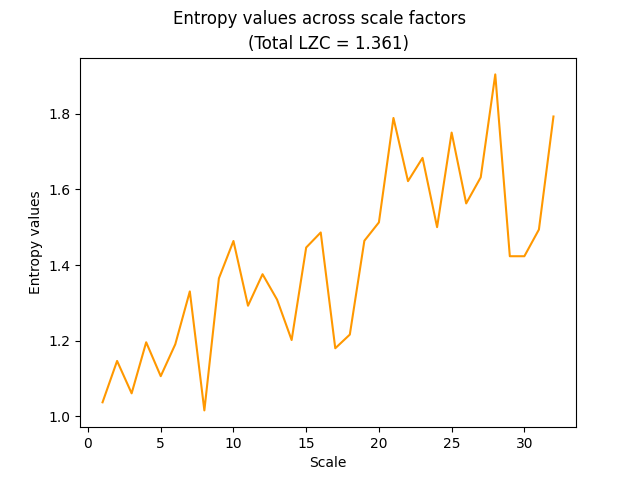 Entropy values across scale factors
(Total LZC = 1.361)
Entropy values
1.8
1.6
1.4
1.2
1.0
0 5 10 15 20 25 30
Scale